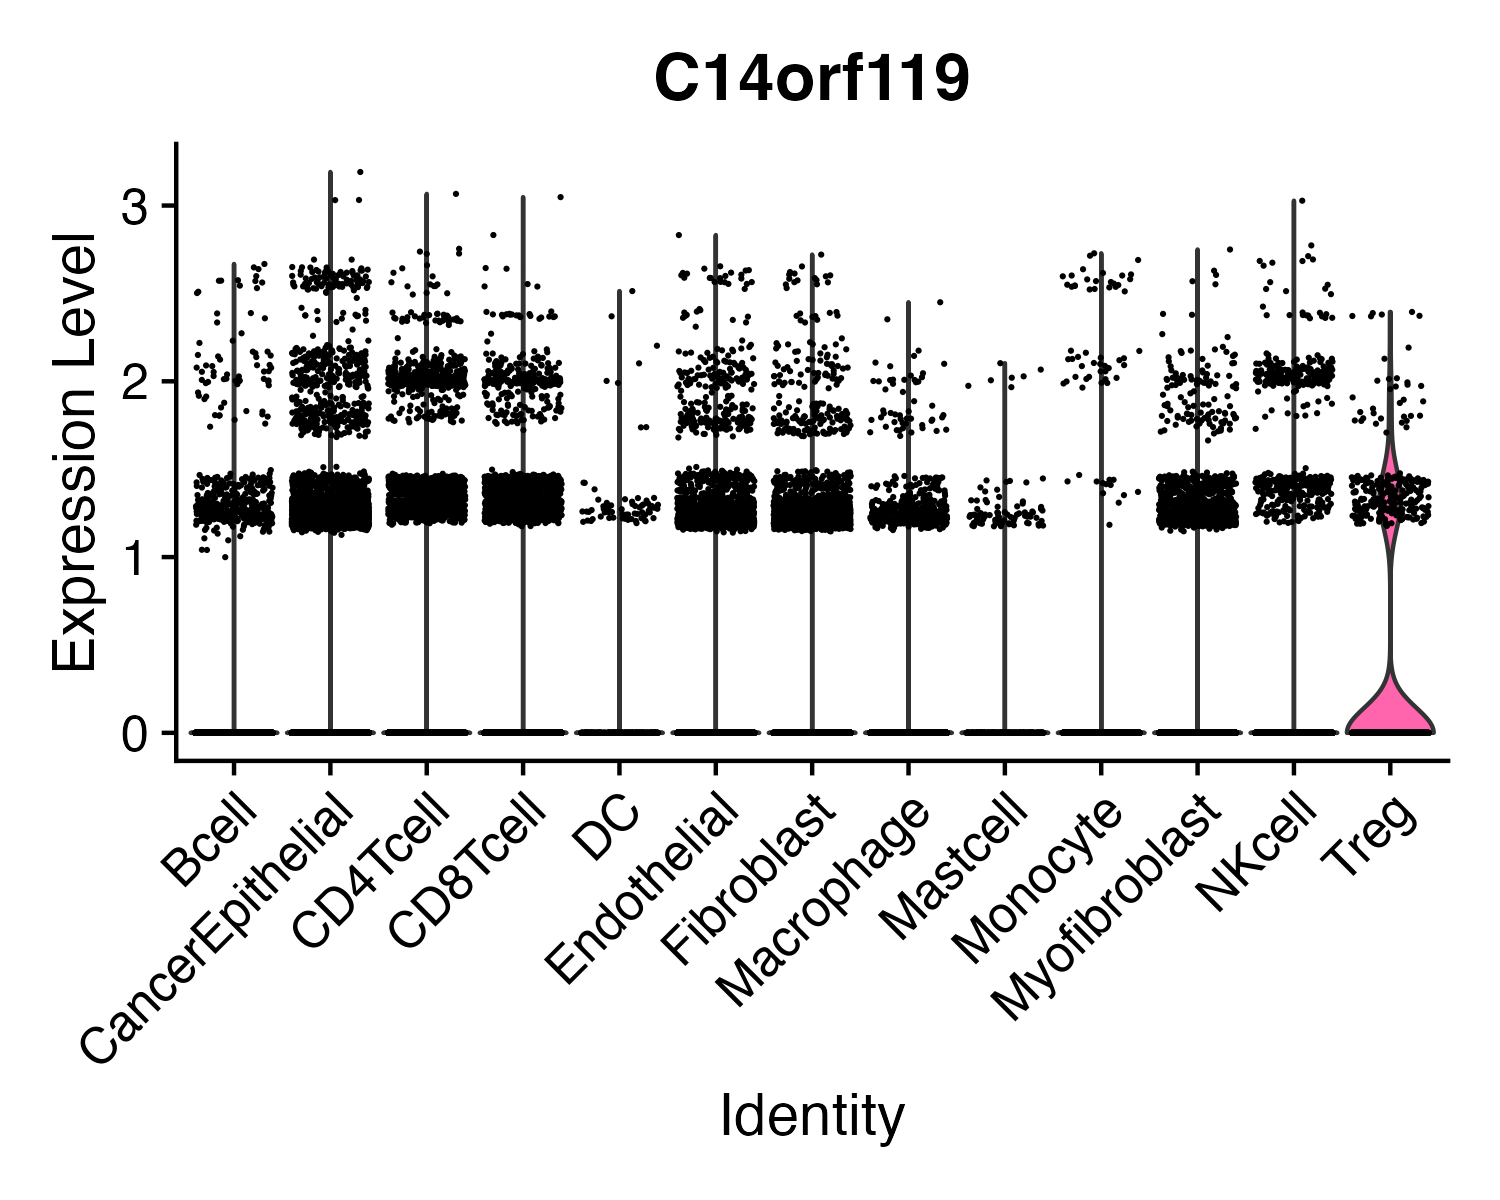 C14orf119
Expression Level
3
2
1
0
Bcell
CancerEpithelial
CD4Tcell
CD8Tcell
DC
Endothelial
Fibroblast
Macrophage
Mastcell
Monocyte
Myofibroblast
NKcell
Treg
Identity